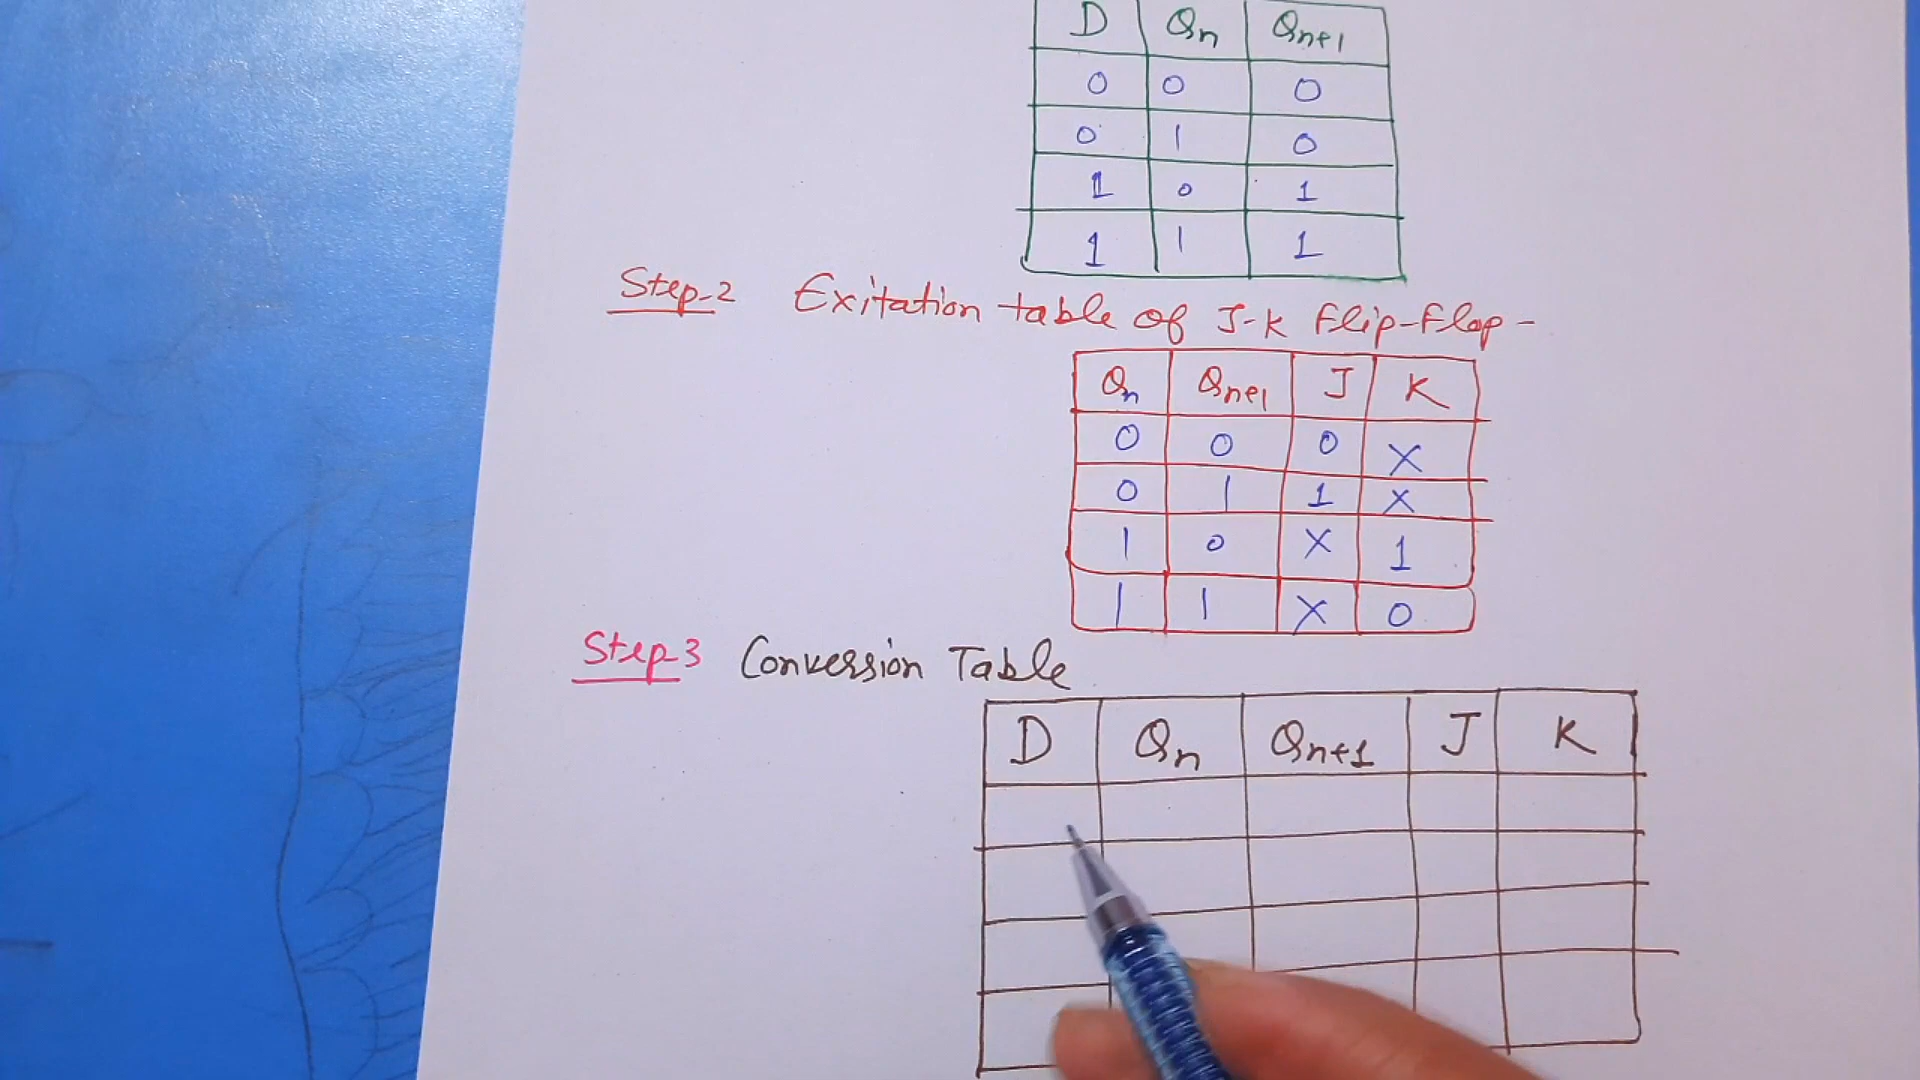 D Qn Qn+1
0 0 0
0 1 0
1 0 1
1 1 1
Step-2 Exitation table of J-K Flip-Flop-
Qn Qn+1 J K
0 0 0 X
0 1 1 X
1 0 X 1
1 1 X 0
Step-3 Conversion Table
D Qn Qn+1 J K